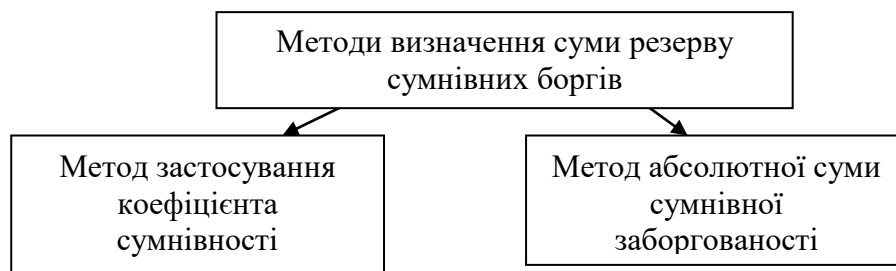 Методи визначення суми резерву
сумнівних боргів
Метод застосування
коефіцієнта
сумнівності
Метод абсолютної суми
сумнівної
заборгованості